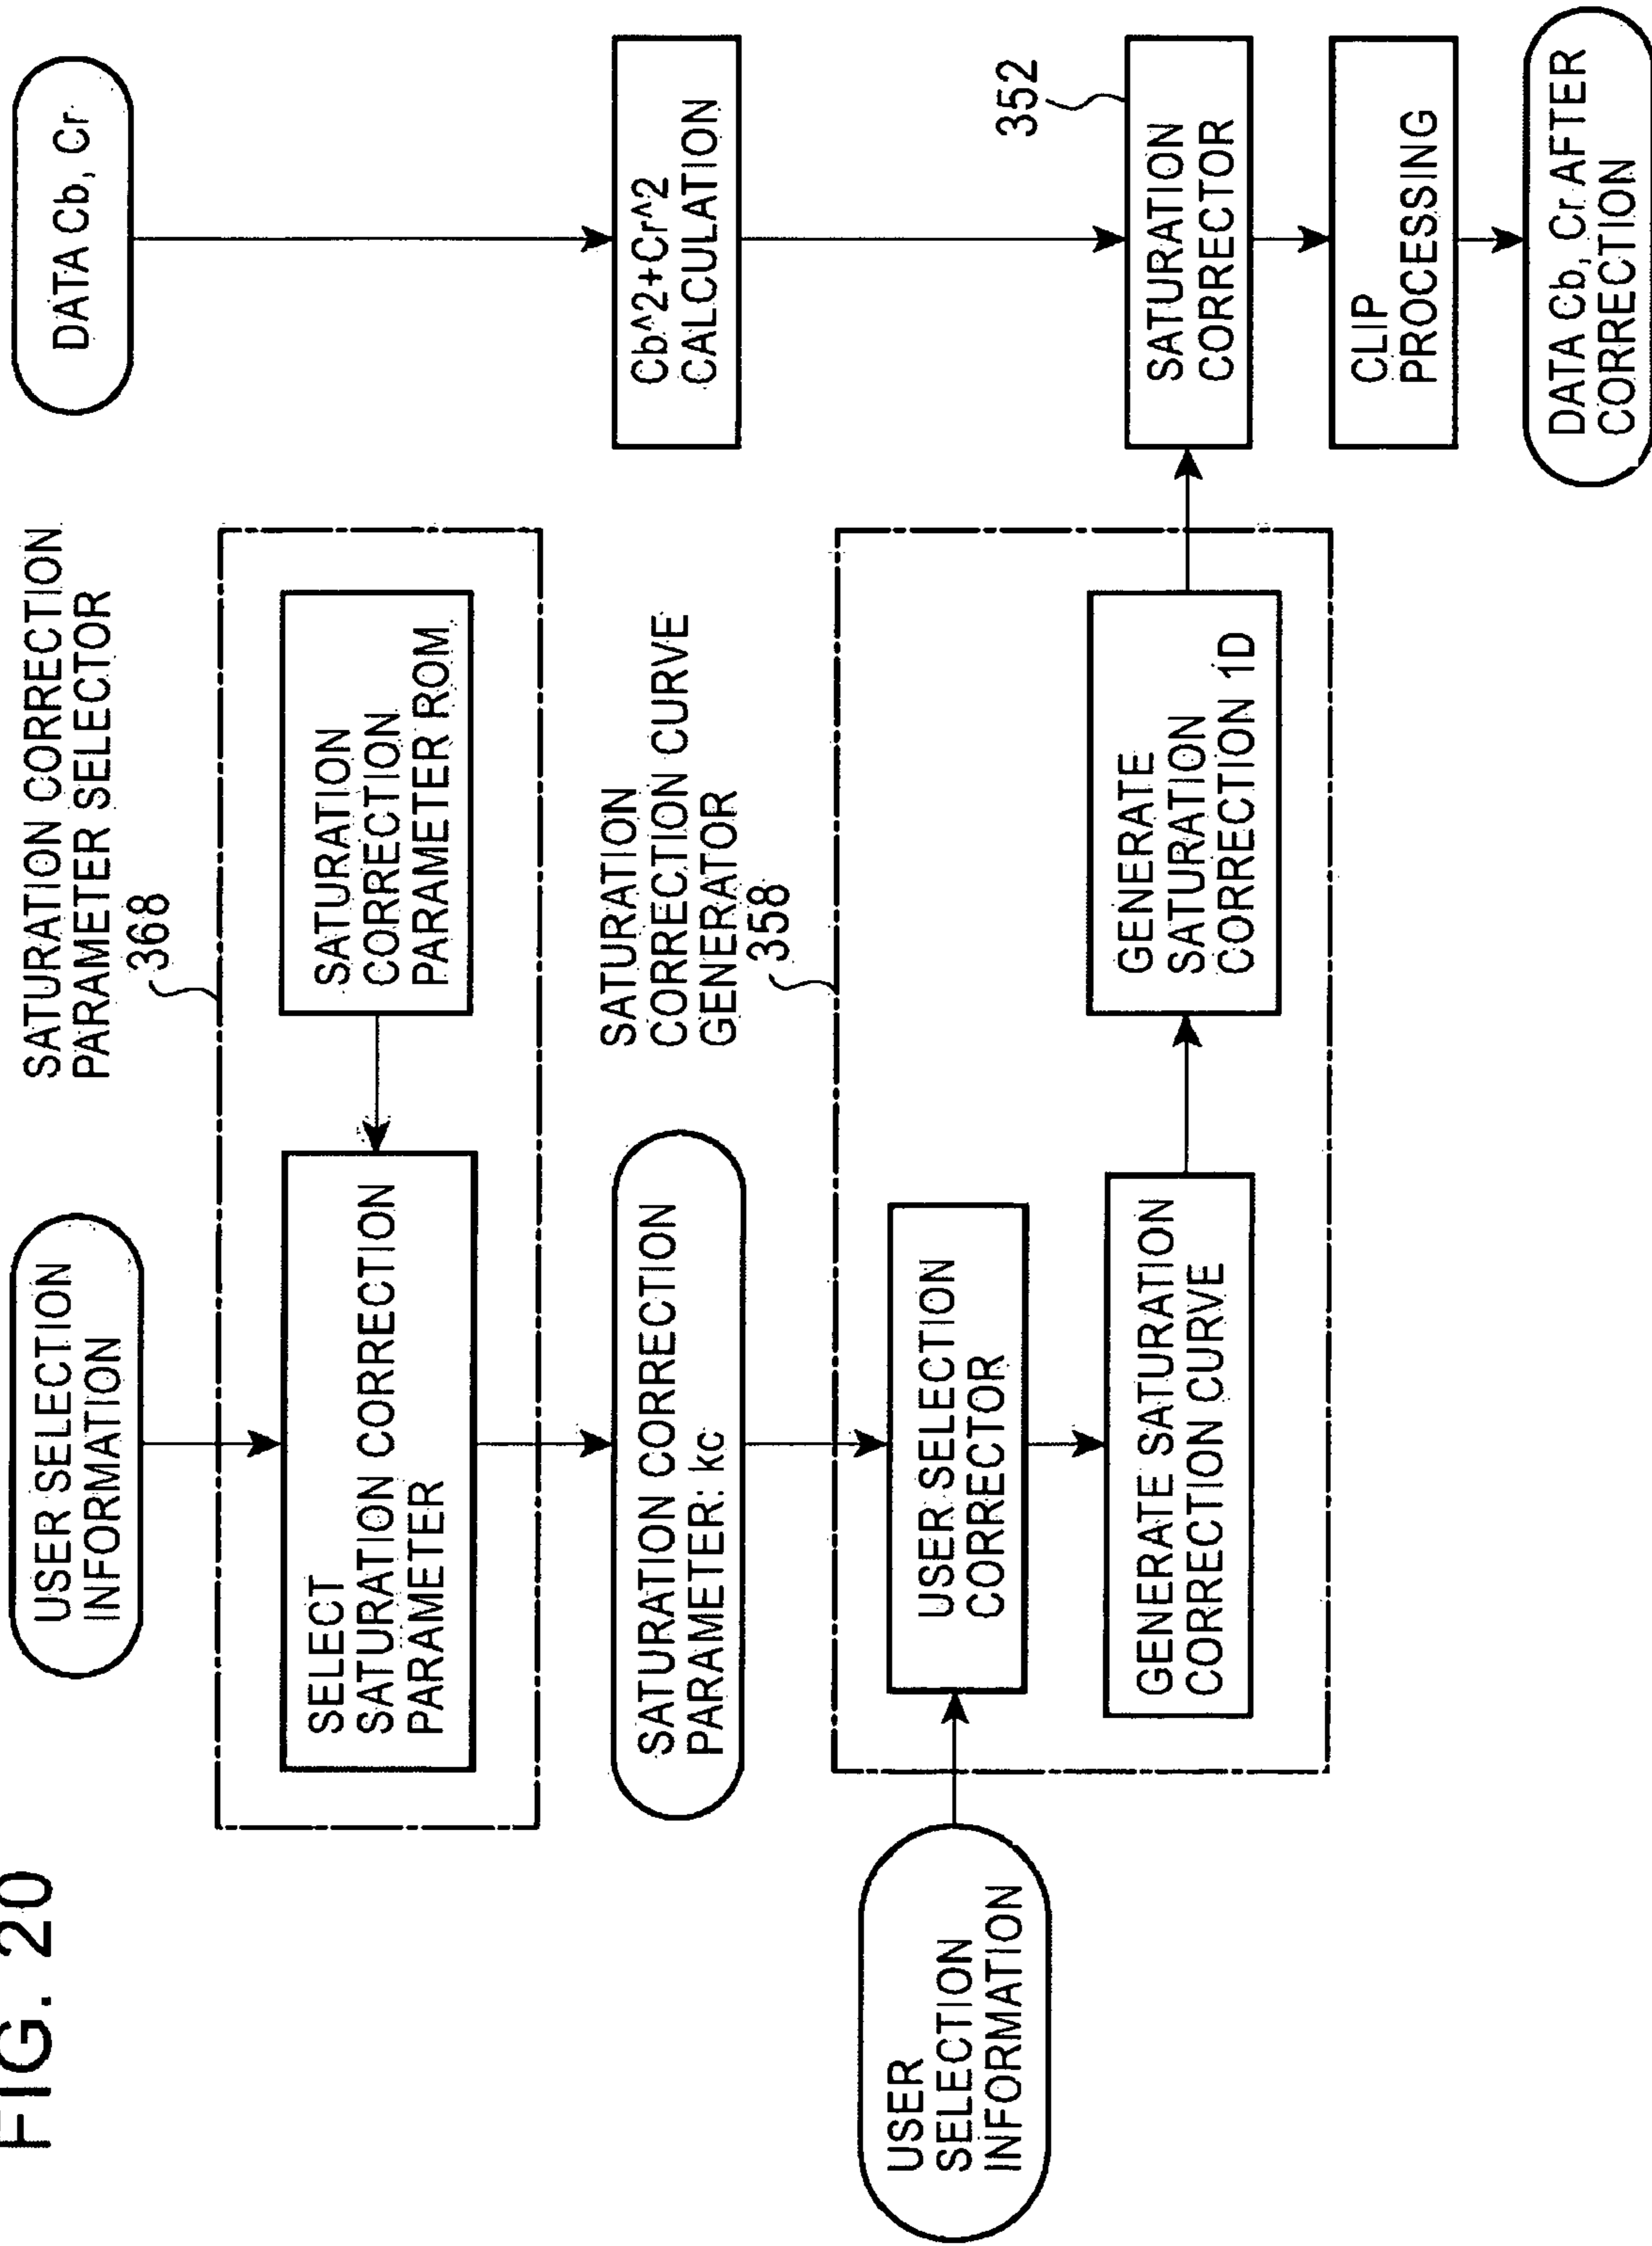 FIG. 20
USER SELECTION
INFORMATION
SATURATION CORRECTION
PARAMETER SELECTOR
368
SELECT
SATURATION CORRECTION
PARAMETER
SATURATION
CORRECTION
PARAMETER ROM
SATURATION CORRECTION
PARAMETER: kc
SATURATION
CORRECTION CURVE
GENERATOR
358
USER
SELECTION
INFORMATION
USER SELECTION
CORRECTOR
GENERATE SATURATION
CORRECTION CURVE
GENERATE
SATURATION
CORRECTION 1D
DATA Cb, Cr
Cb^2+Cr^2
CALCULATION
352
SATURATION
CORRECTOR
CLIP
PROCESSING
DATA Cb, Cr AFTER
CORRECTION